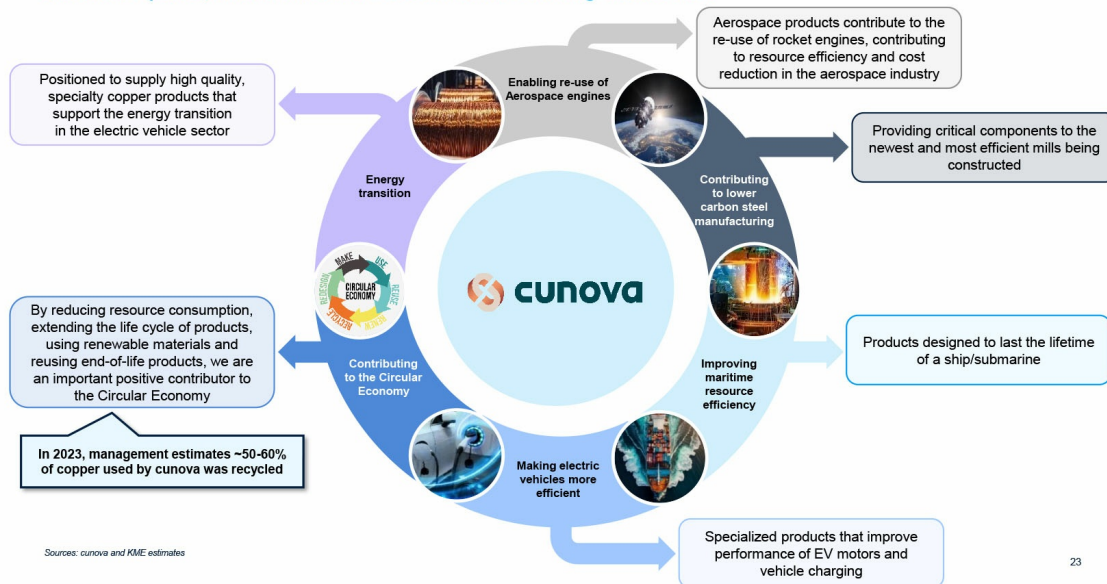 Aerospace products contribute to the
re-use of rocket engines, contributing
to resource efficiency and cost
reduction in the aerospace industry
Positioned to supply high quality,
specialty copper products that
support the energy transition
in the electric vehicle sector
Enabling re-use of
Aerospace engines
Providing critical components to the
newest and most efficient mills being
constructed
Energy
transition
Contributing
to lower
carbon steel
manufacturing
MAKE
USE
REUSE
RENEW
RECYCLE
REDESIGN
CIRCULAR
ECONOMY
cunova
By reducing resource consumption,
extending the life cycle of products,
using renewable materials and
reusing end-of-life products, we are
an important positive contributor to
the Circular Economy
Contributing
to the Circular
Economy
Improving
maritime
resource
efficiency
Products designed to last the lifetime
of a ship/submarine
In 2023, management estimates ~50-60%
of copper used by cunova was recycled
Making electric
vehicles more
efficient
Specialized products that improve
performance of EV motors and
vehicle charging
Sources: cunova and KME estimates
23